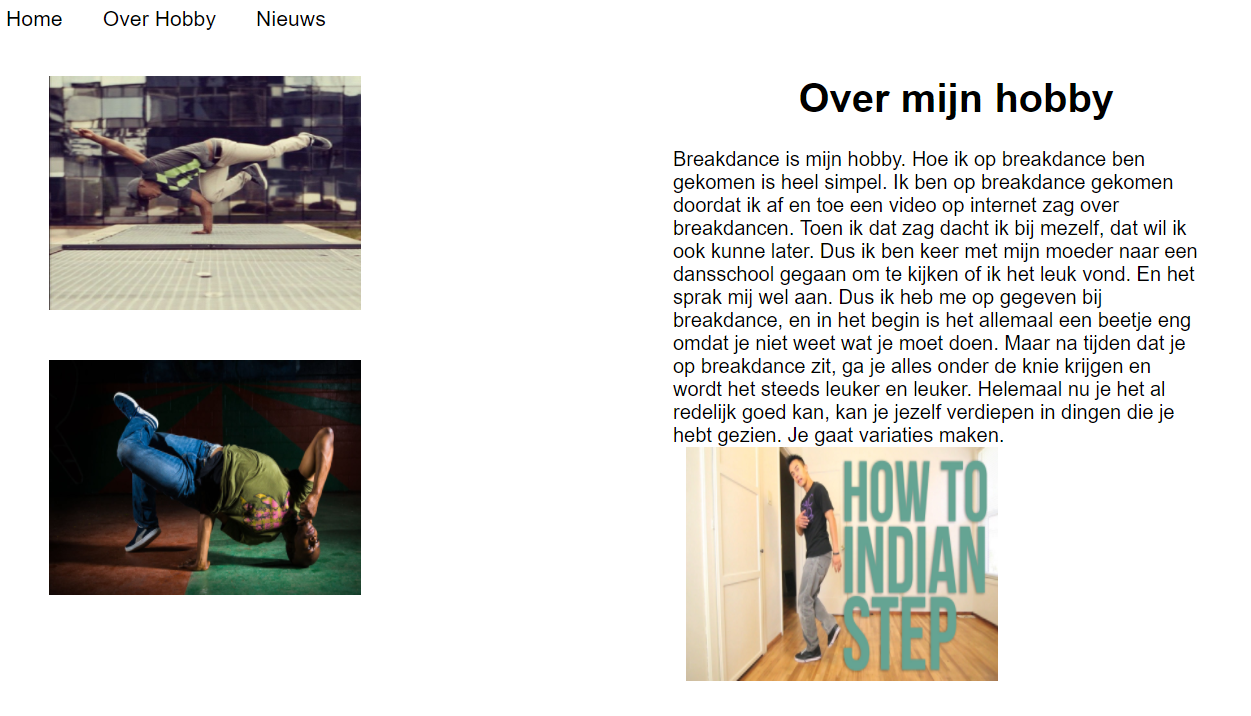 Home Over Hobby Nieuws
Over mijn hobby
Breakdance is mijn hobby. Hoe ik op breakdance ben
gekomen is heel simpel. Ik ben op breakdance gekomen
doordat ik af en toe een video op internet zag over
breakdancen. Toen ik dat zag dacht ik bij mezelf, dat wil ik
ook kunne later. Dus ik ben keer met mijn moeder naar een
dansschool gegaan om te kijken of ik het leuk vond. En het
sprak mij wel aan. Dus ik heb me op gegeven bij
breakdance, en in het begin is het allemaal een beetje eng
omdat je niet weet wat je moet doen. Maar na tijden dat je
op breakdance zit, ga je alles onder de knie krijgen en
wordt het steeds leuker en leuker. Helemaal nu je het al
redelijk goed kan, kan je jezelf verdiepen in dingen die je
hebt gezien. Je gaat variaties maken.
HOW TO
INDIAN
STEP